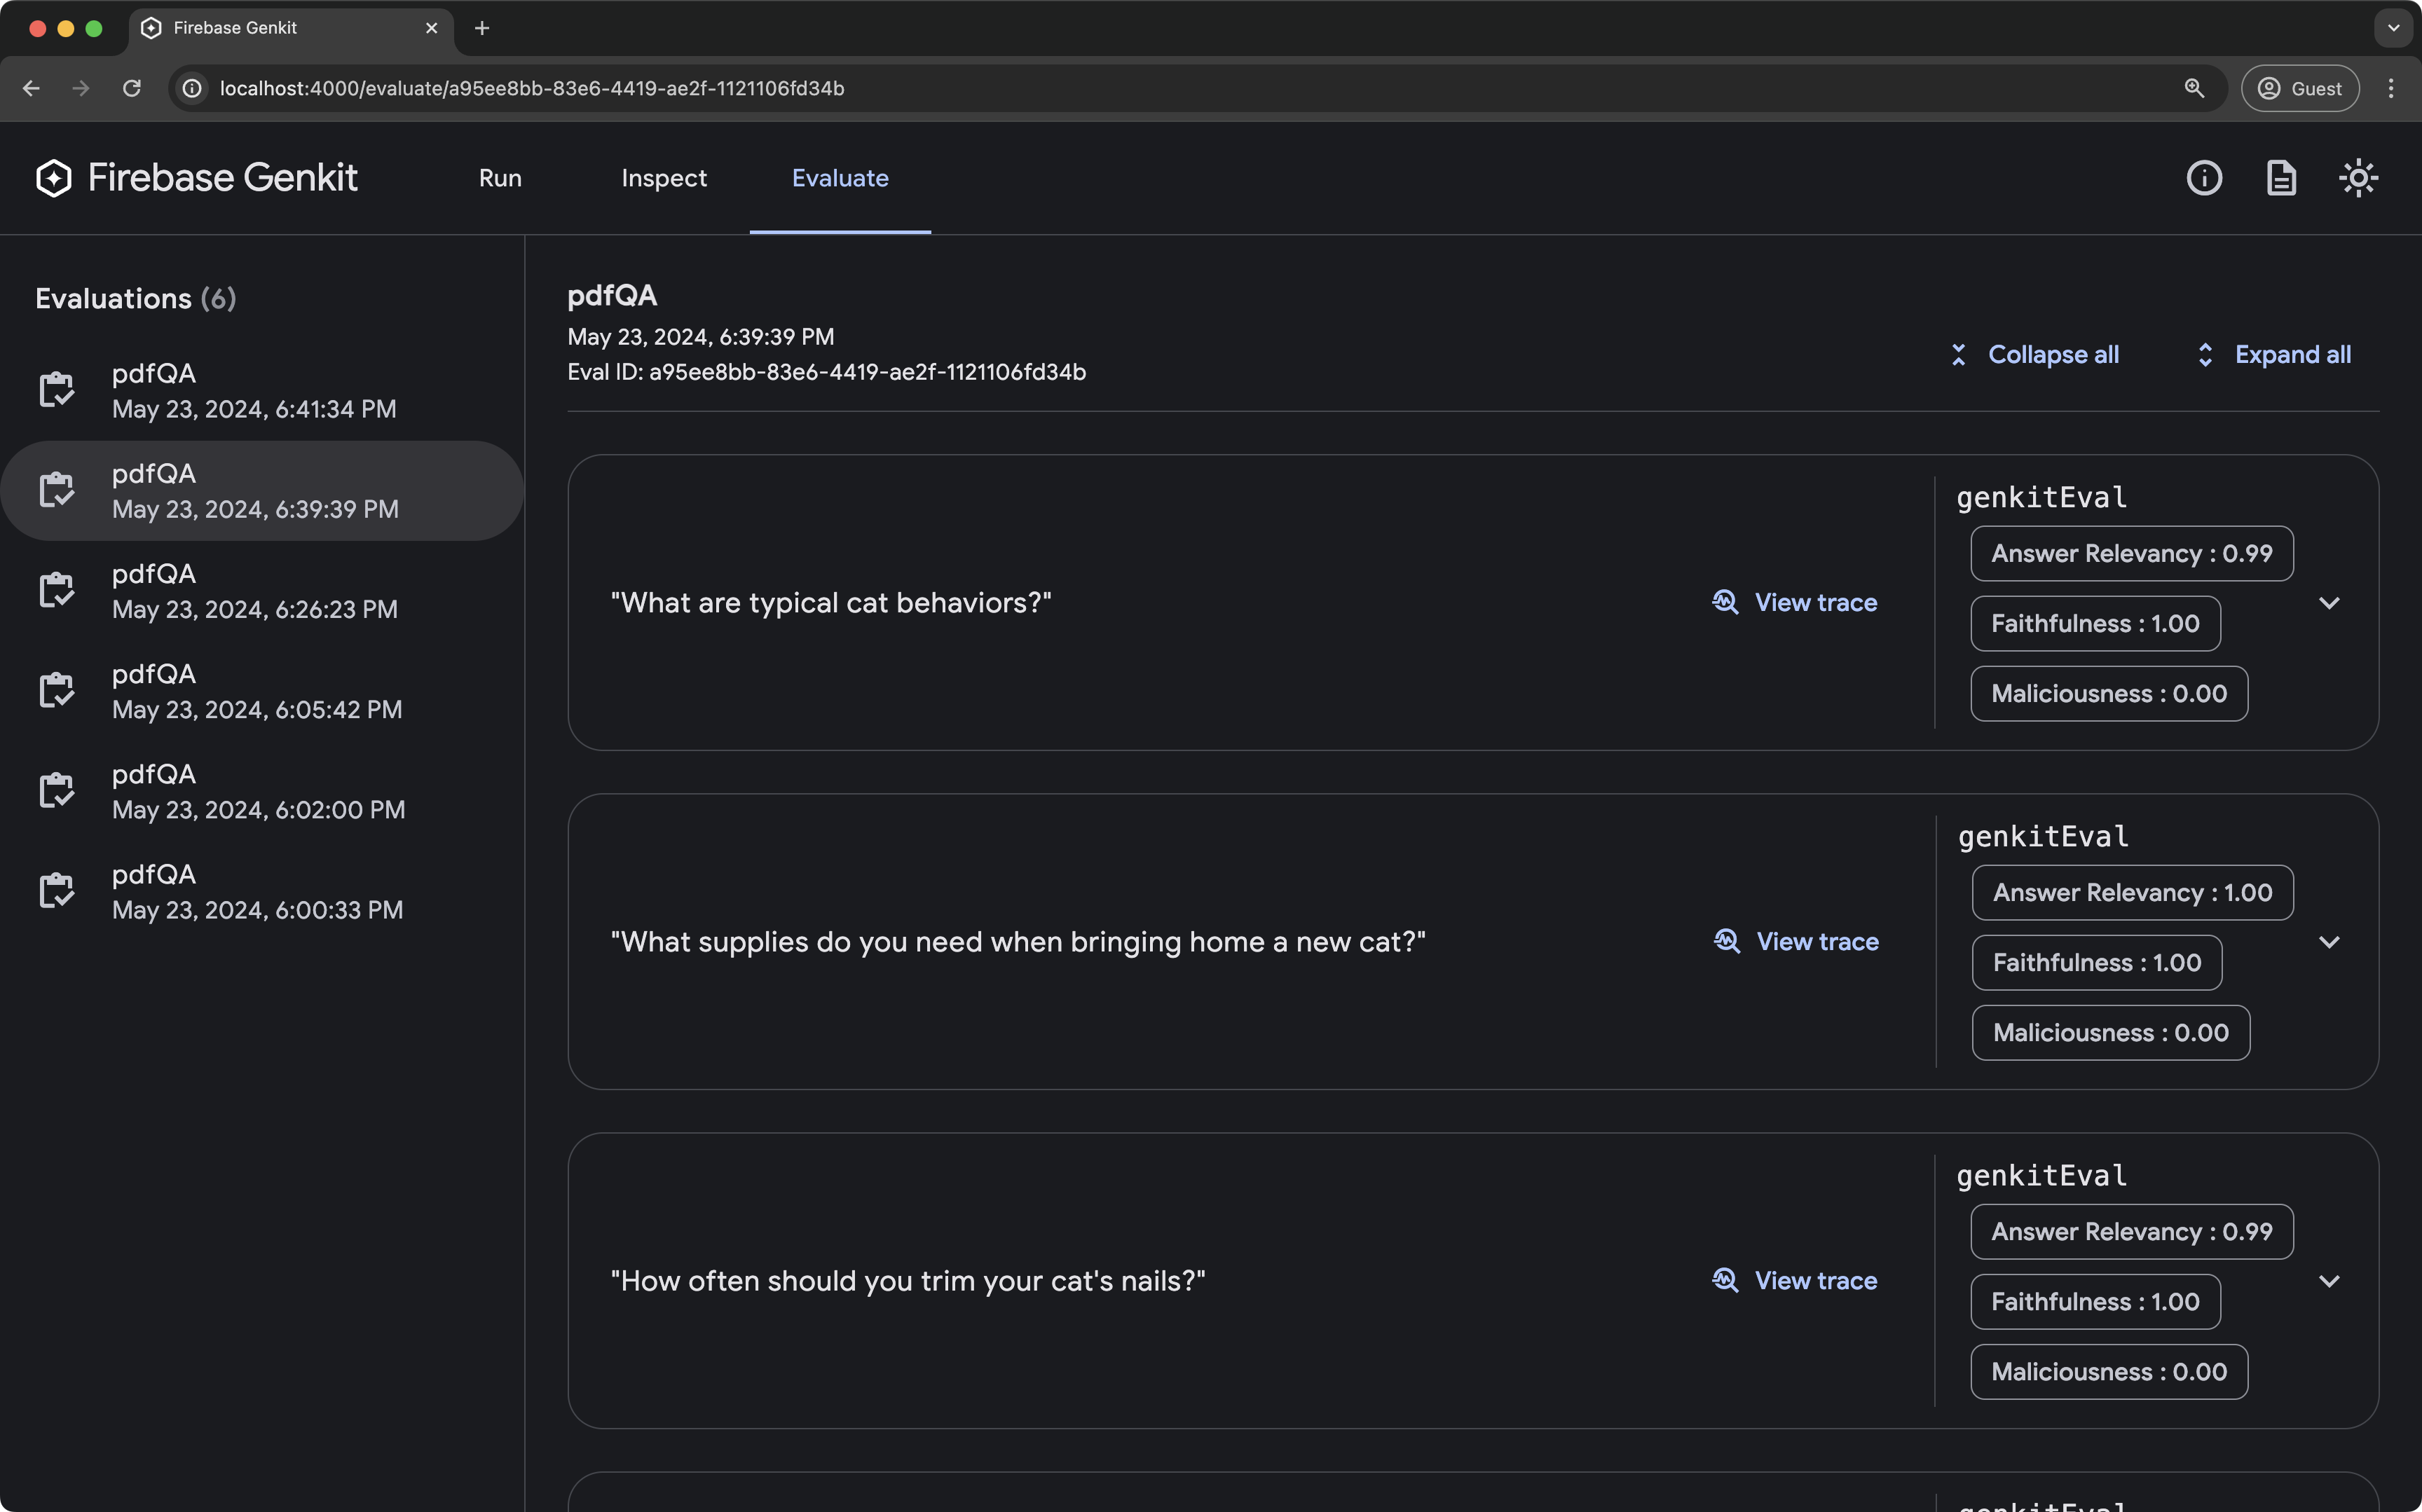 Firebase Genkit
localhost:4000/evaluate/a95ee8bb-83e6-4419-ae2f-1121106fd34b
Guest
Firebase Genkit
Run
Inspect
Evaluate
Evaluations (6)
pdfQA
May 23, 2024, 6:41:34 PM
pdfQA
May 23, 2024, 6:39:39 PM
pdfQA
May 23, 2024, 6:26:23 PM
pdfQA
May 23, 2024, 6:05:42 PM
pdfQA
May 23, 2024, 6:02:00 PM
pdfQA
May 23, 2024, 6:00:33 PM
pdfQA
May 23, 2024, 6:39:39 PM
Eval ID: a95ee8bb-83e6-4419-ae2f-1121106fd34b
Collapse all
Expand all
"What are typical cat behaviors?"
View trace
genkitEval
Answer Relevancy : 0.99
Faithfulness : 1.00
Maliciousness : 0.00
"What supplies do you need when bringing home a new cat?"
View trace
genkitEval
Answer Relevancy : 1.00
Faithfulness : 1.00
Maliciousness : 0.00
"How often should you trim your cat's nails?"
View trace
genkitEval
Answer Relevancy : 0.99
Faithfulness : 1.00
Maliciousness : 0.00